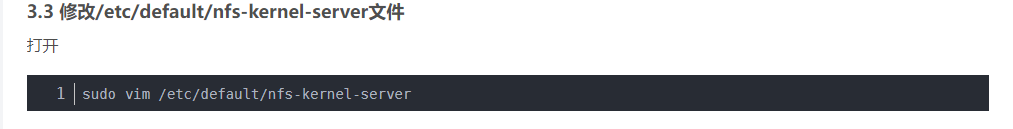 3.3 修改/etc/default/nfs-kernel-server文件
打开
1 sudo vim /etc/default/nfs-kernel-server